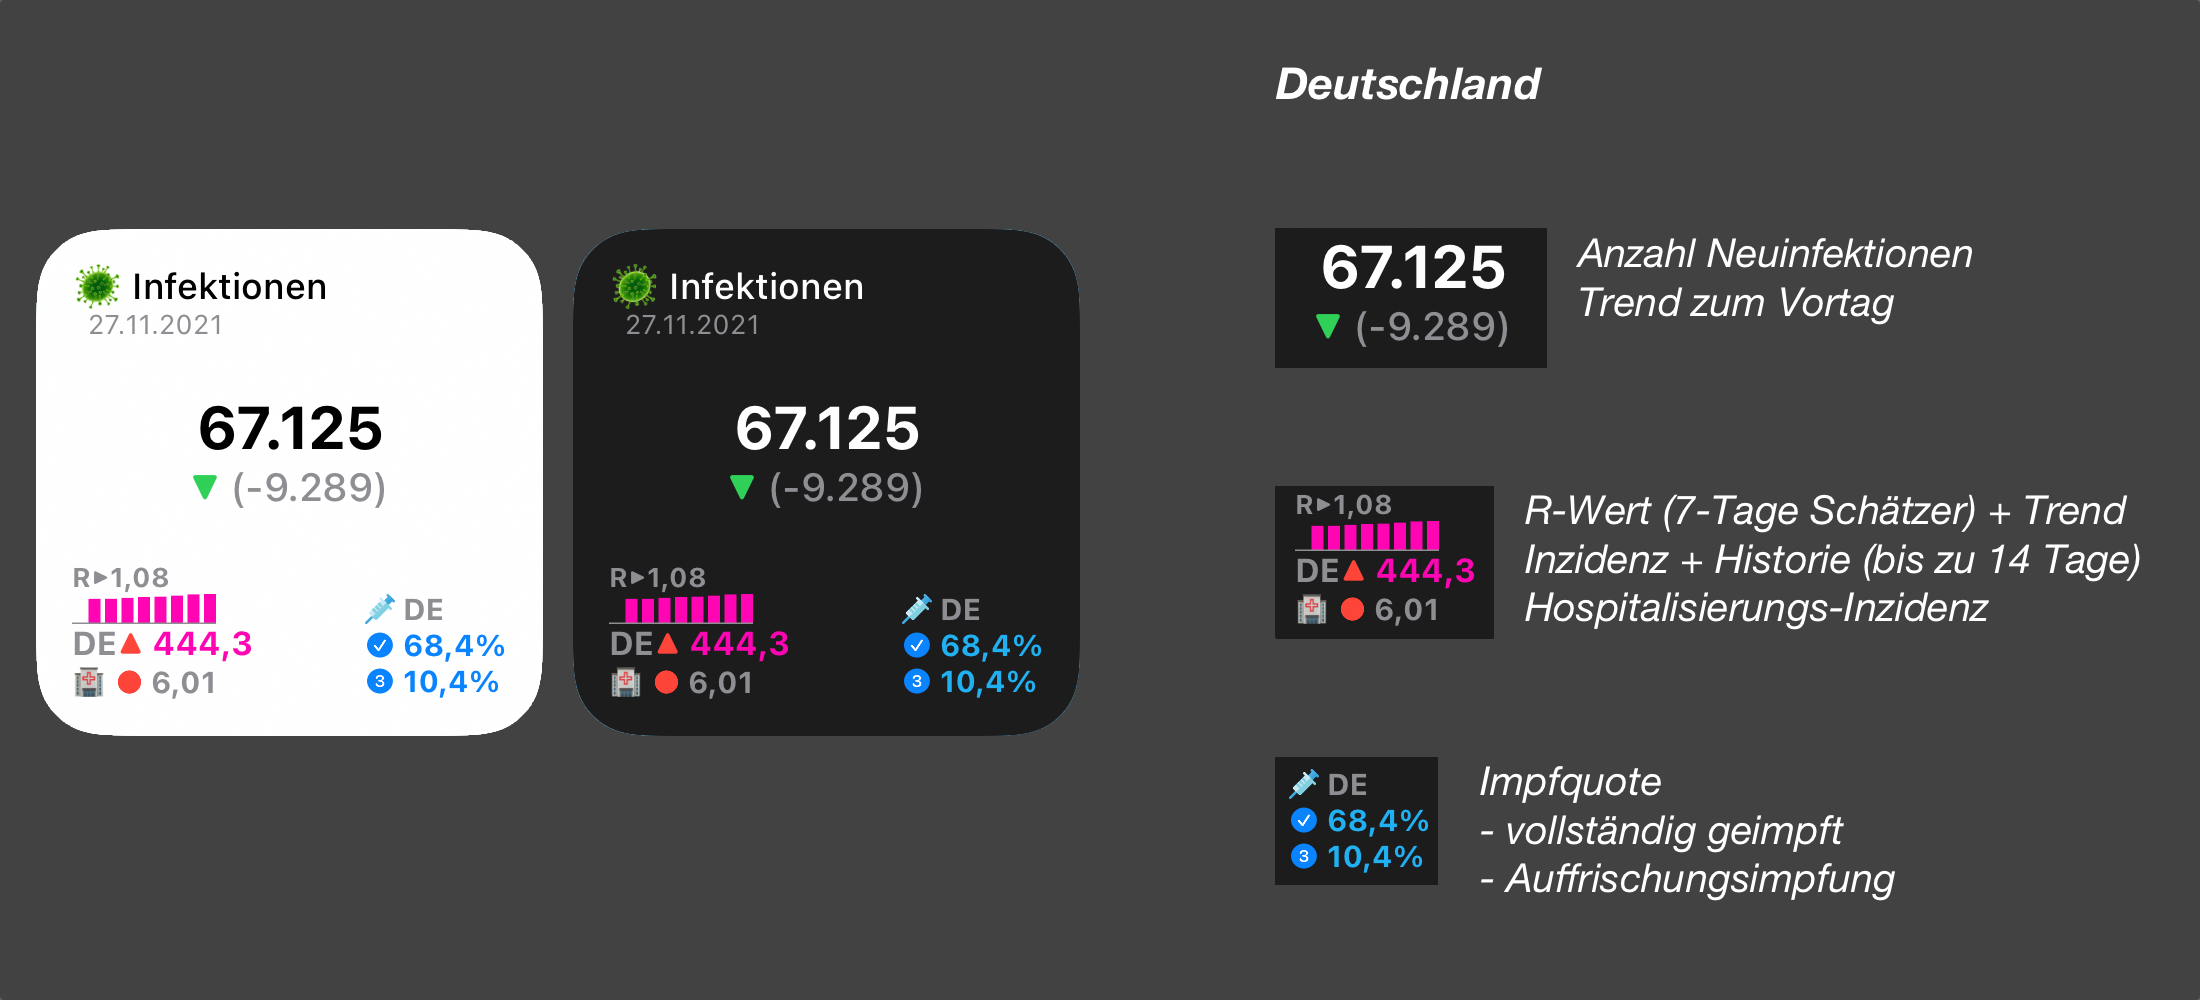 Deutschland
Infektionen
27.11.2021
67.125
(-9.289)
R▸1,08
DE 444,3
6,01
DE
68,4%
3 10,4%
Infektionen
27.11.2021
67.125
(-9.289)
R▸1,08
DE 444,3
6,01
DE
68,4%
3 10,4%
67.125
(-9.289)
Anzahl Neuinfektionen
Trend zum Vortag
R▸1,08
DE 444,3
6,01
R-Wert (7-Tage Schätzer) + Trend
Inzidenz + Historie (bis zu 14 Tage)
Hospitalisierungs-Inzidenz
DE
68,4%
3 10,4%
Impfquote
- vollständig geimpft
- Auffrischungsimpfung